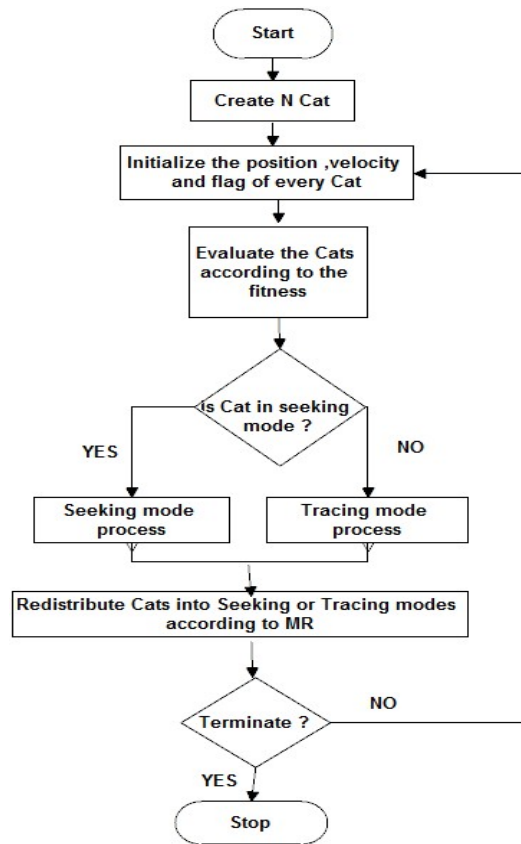 Start
Create N Cat
Initialize the position ,velocity
and flag of every Cat
Evaluate the Cats
according to the
fitness
is Cat in seeking
mode ?
YES
NO
Seeking mode
process
Tracing mode
process
Redistribute Cats into Seeking or Tracing modes
according to MR
Terminate ?
NO
YES
Stop